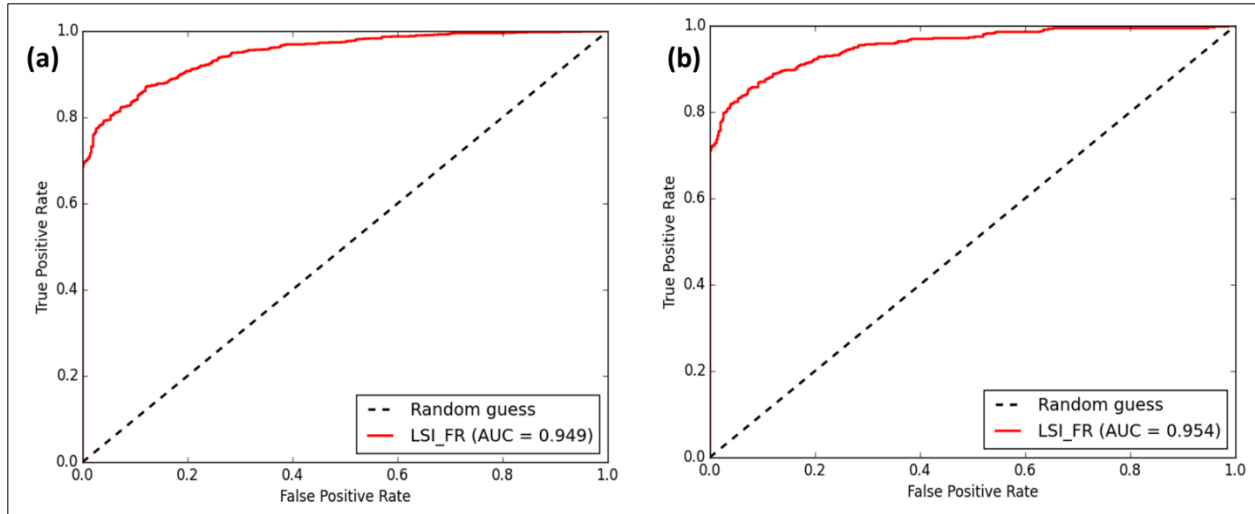 (a)
1.0
0.8
0.6
0.4
0.2
0.0
True Positive Rate
0.0 0.2 0.4 0.6 0.8 1.0
False Positive Rate
Random guess
LSI_FR (AUC = 0.949)
(b)
1.0
0.8
0.6
0.4
0.2
0.0
True Positive Rate
0.0 0.2 0.4 0.6 0.8 1.0
False Positive Rate
Random guess
LSI_FR (AUC = 0.954)